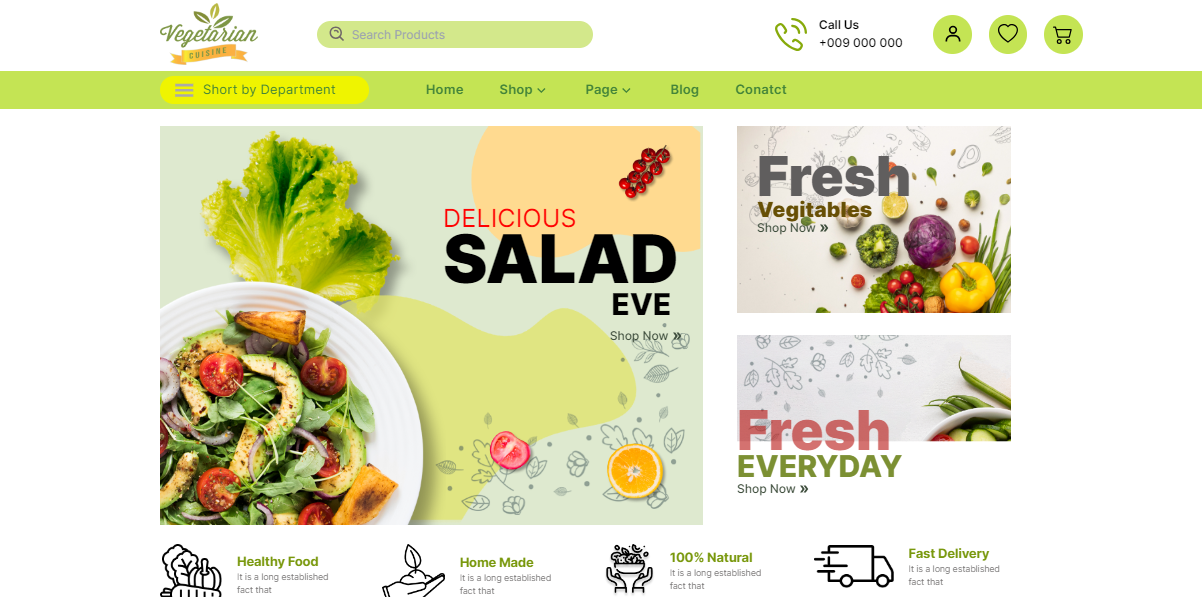 Vegetarian
CUISINE
Search Products
Call Us
+009 000 000
Short by Department
Home
Shop
Page
Blog
Conatct
DELICIOUS
SALAD
EVE
Shop Now »
Fresh
Vegitables
Shop Now »
Fresh
EVERYDAY
Shop Now »
Healthy Food
It is a long established
fact that
Home Made
It is a long established
fact that
100% Natural
It is a long established
fact that
Fast Delivery
It is a long established
fact that